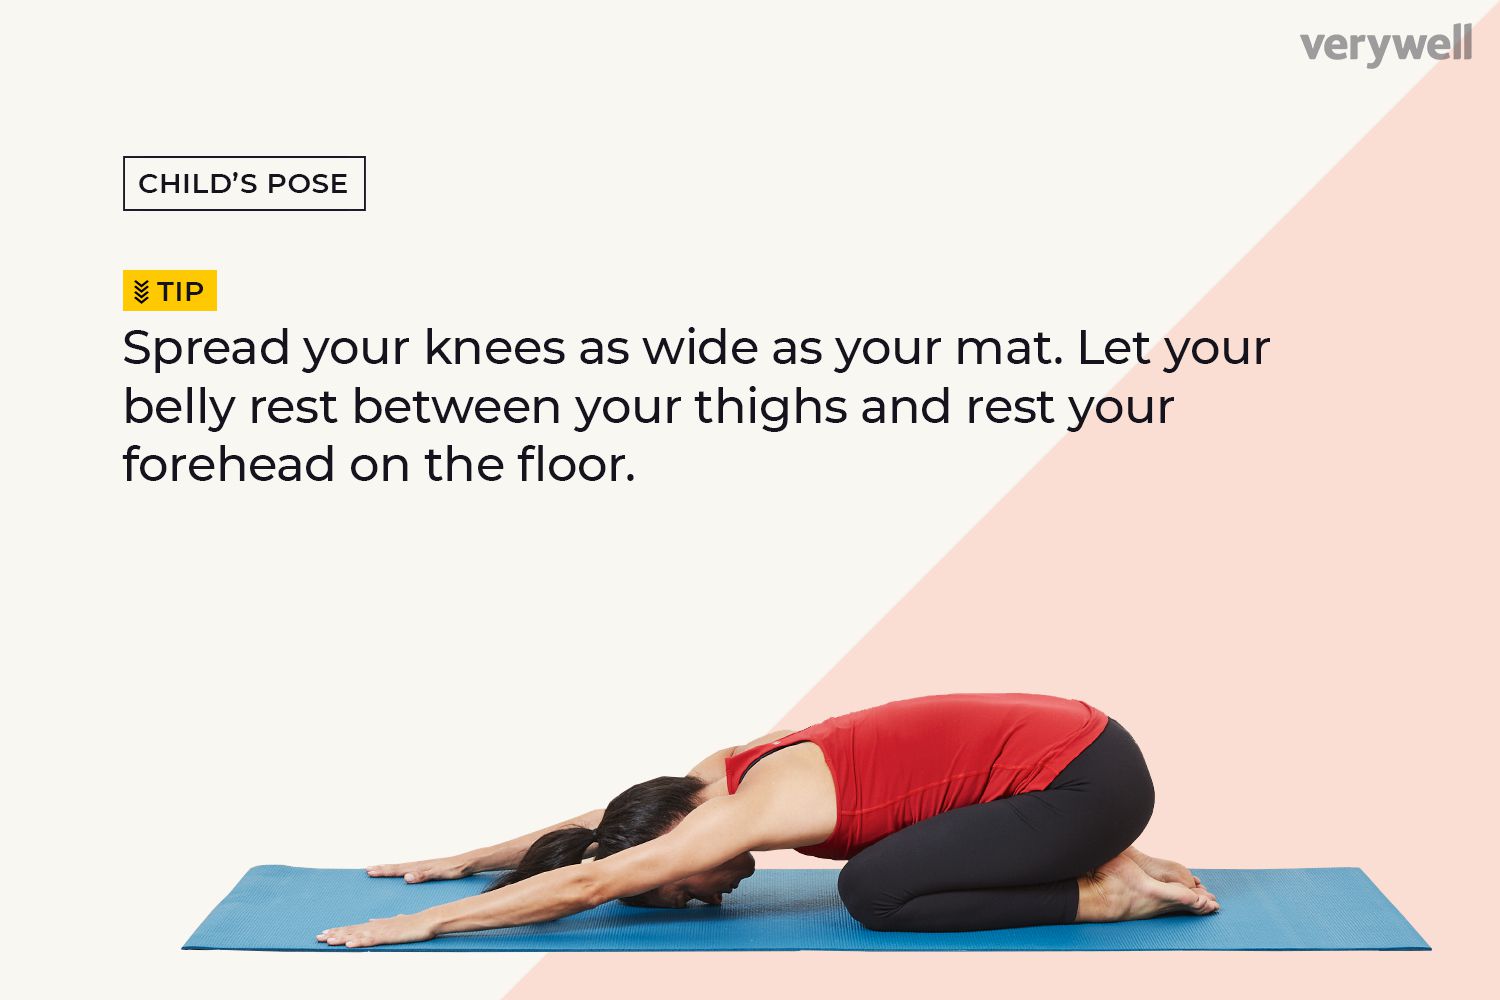 verywell
CHILD’S POSE
TIP
Spread your knees as wide as your mat. Let your
belly rest between your thighs and rest your
forehead on the floor.